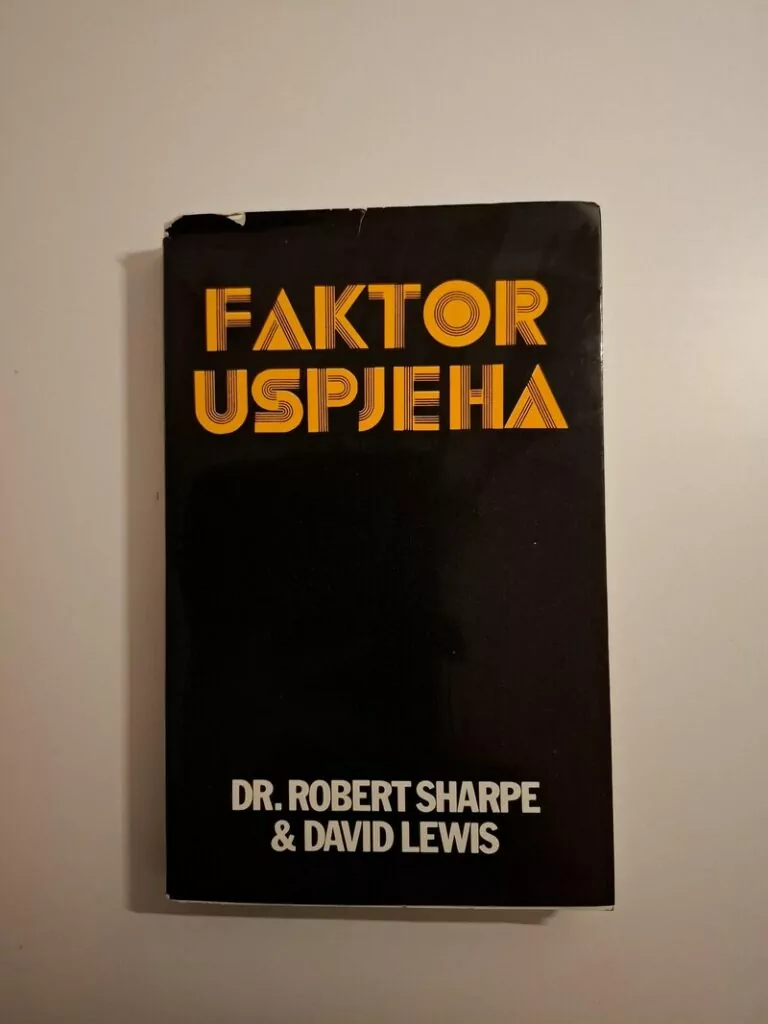 FAKTOR
USPJEHA
DR. ROBERT SHARPE
& DAVID LEWIS